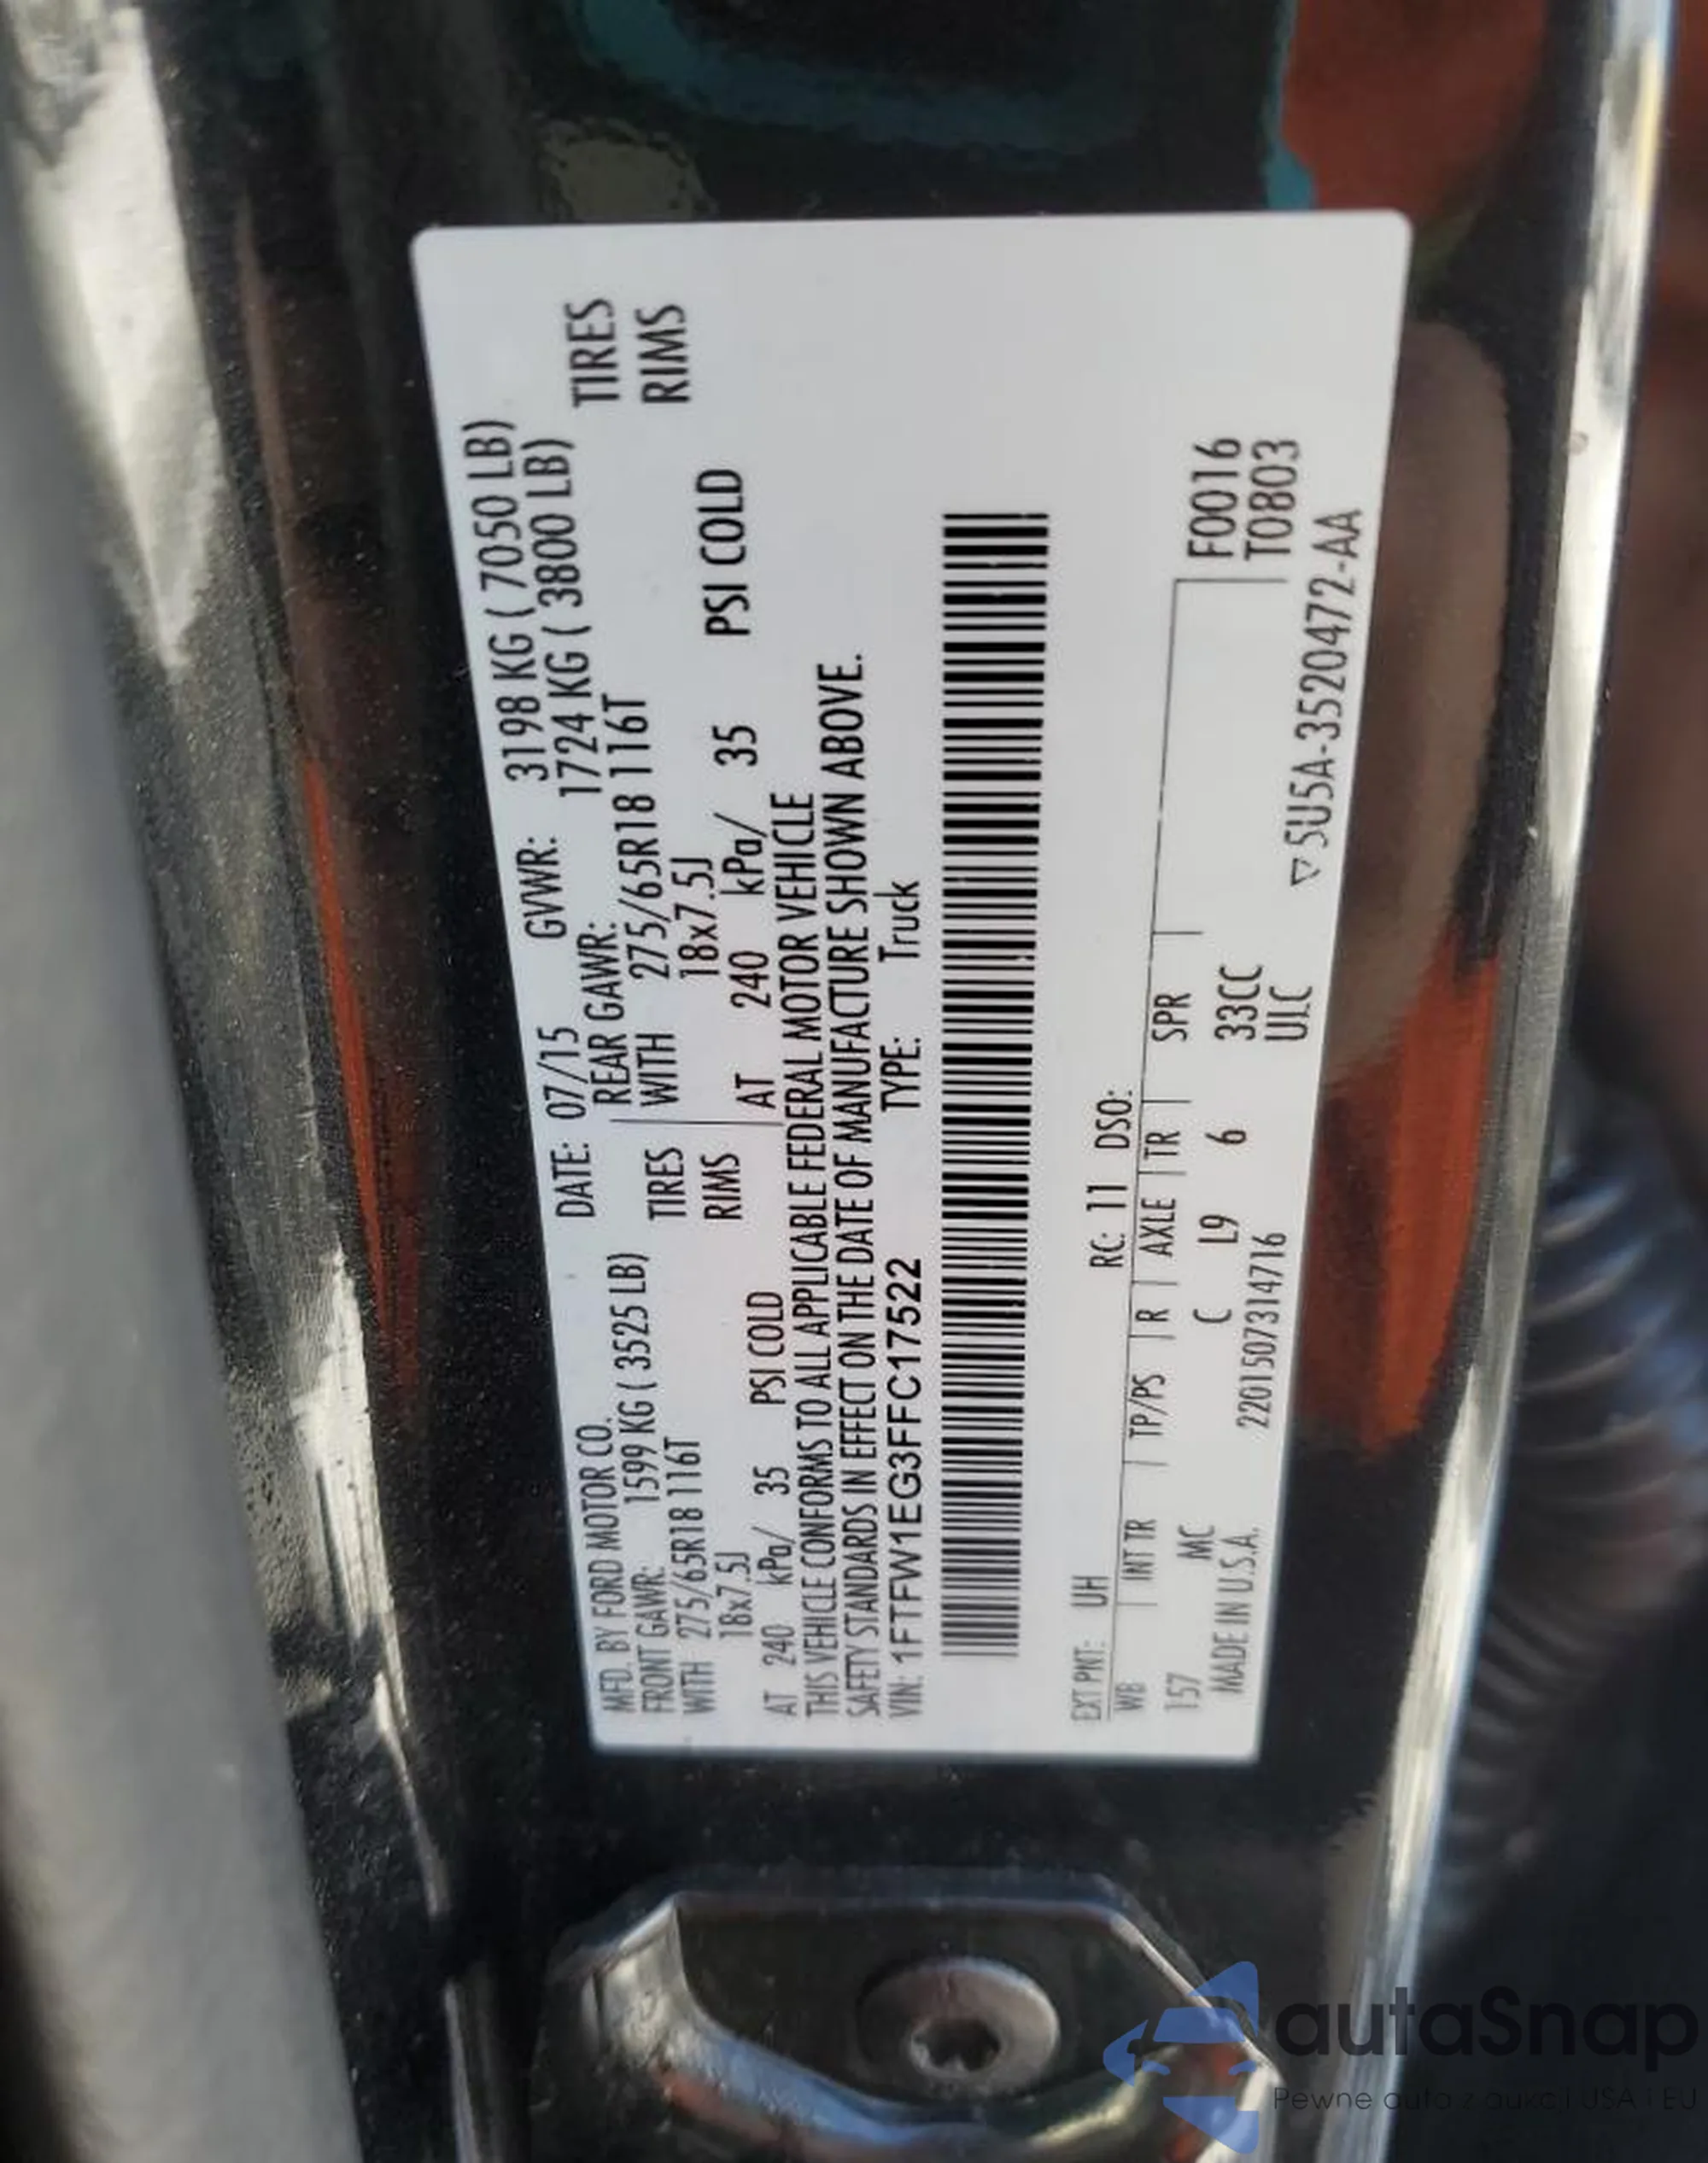 MFD. BY FORD MOTOR CO. DATE: 07/15 GVWR: 3198 KG ( 7050 LB)
FRONT GAWR: 1599 KG ( 3525 LB) REAR GAWR: 1724 KG ( 3800 LB)
WITH 275/65R18 116T TIRES WITH 275/65R18 116T TIRES
18x7.5J RIMS 18x7.5J RIMS
AT 240 kPa/ 35 PSI COLD AT 240 kPa/ 35 PSI COLD
THIS VEHICLE CONFORMS TO ALL APPLICABLE FEDERAL MOTOR VEHICLE
SAFETY STANDARDS IN EFFECT ON THE DATE OF MANUFACTURE SHOWN ABOVE.
VIN: 1FTFW1EG3FFC17522 TYPE: Truck
EXT PNT: UH RC: 11 DSO:
WB INT TR TP/PS R AXLE TR SPR
157 MC C L9 6 33CC F0016
MADE IN U.S.A. 2201507314716 ULC T0803
▽ 5U5A-3520472-AA
autaSnap
Pewne auta z aukcji USA i EU